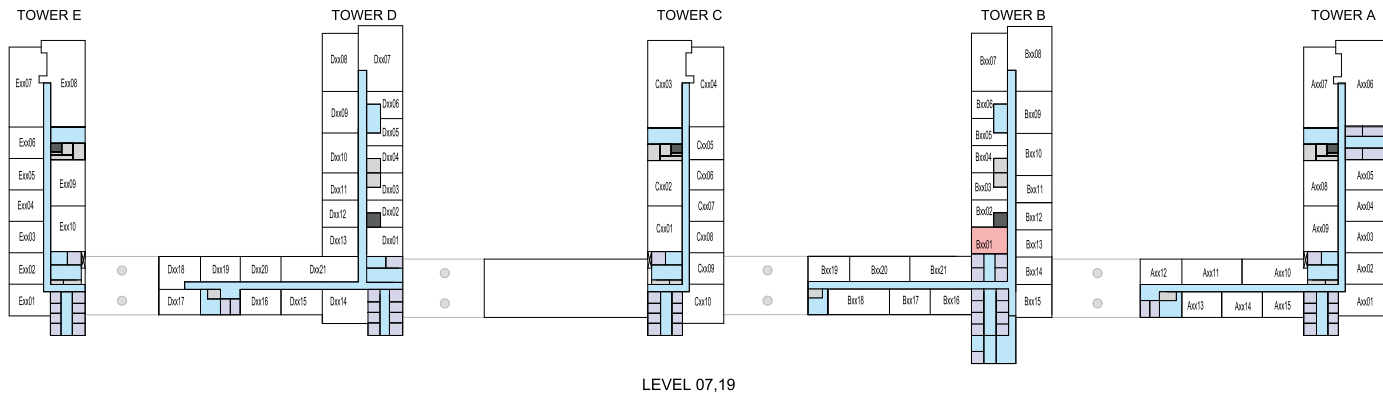 TOWER E
TOWER D
TOWER C
TOWER B
TOWER A
Exx07
Exx08
Exx06
Exx05
Exx09
Exx04
Exx03
Exx10
Exx02
Exx01
Dxx08
Dxx07
Dxx06
Dxx09
Dxx05
Dxx10
Dxx04
Dxx11
Dxx03
Dxx12
Dxx02
Dxx13
Dxx01
Dxx18
Dxx19
Dxx20
Dxx21
Dxx17
Dxx16
Dxx15
Dxx14
Cxx03
Cxx04
Cxx05
Cxx02
Cxx06
Cxx07
Cxx01
Cxx08
Cxx09
Cxx10
Bxx07
Bxx08
Bxx06
Bxx09
Bxx05
Bxx04
Bxx10
Bxx03
Bxx11
Bxx02
Bxx12
Bxx01
Bxx13
Bxx19
Bxx20
Bxx21
Bxx14
Bxx18
Bxx17
Bxx16
Bxx15
Axx07
Axx06
Axx05
Axx08
Axx04
Axx09
Axx03
Axx12
Axx11
Axx10
Axx02
Axx13
Axx14
Axx15
Axx01
LEVEL 07,19